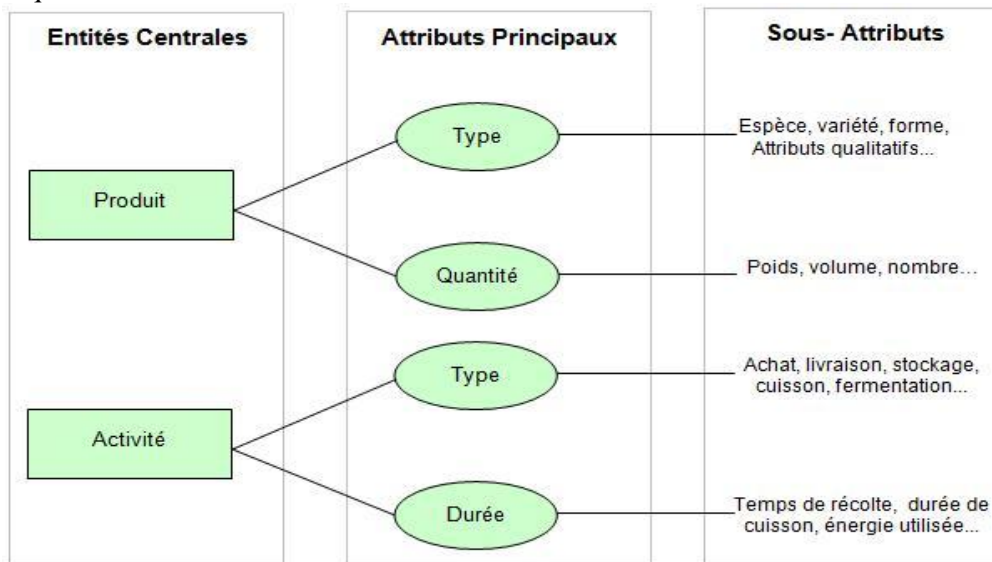 Entités Centrales
Attributs Principaux
Sous- Attributs
Type
Espèce, variété, forme,
Attributs qualitatifs...
Produit
Quantité
Poids, volume, nombre…
Type
Achat, livraison, stockage,
cuisson, fermentation...
Activité
Durée
Temps de récolte, durée de
cuisson, énergie utilisée...